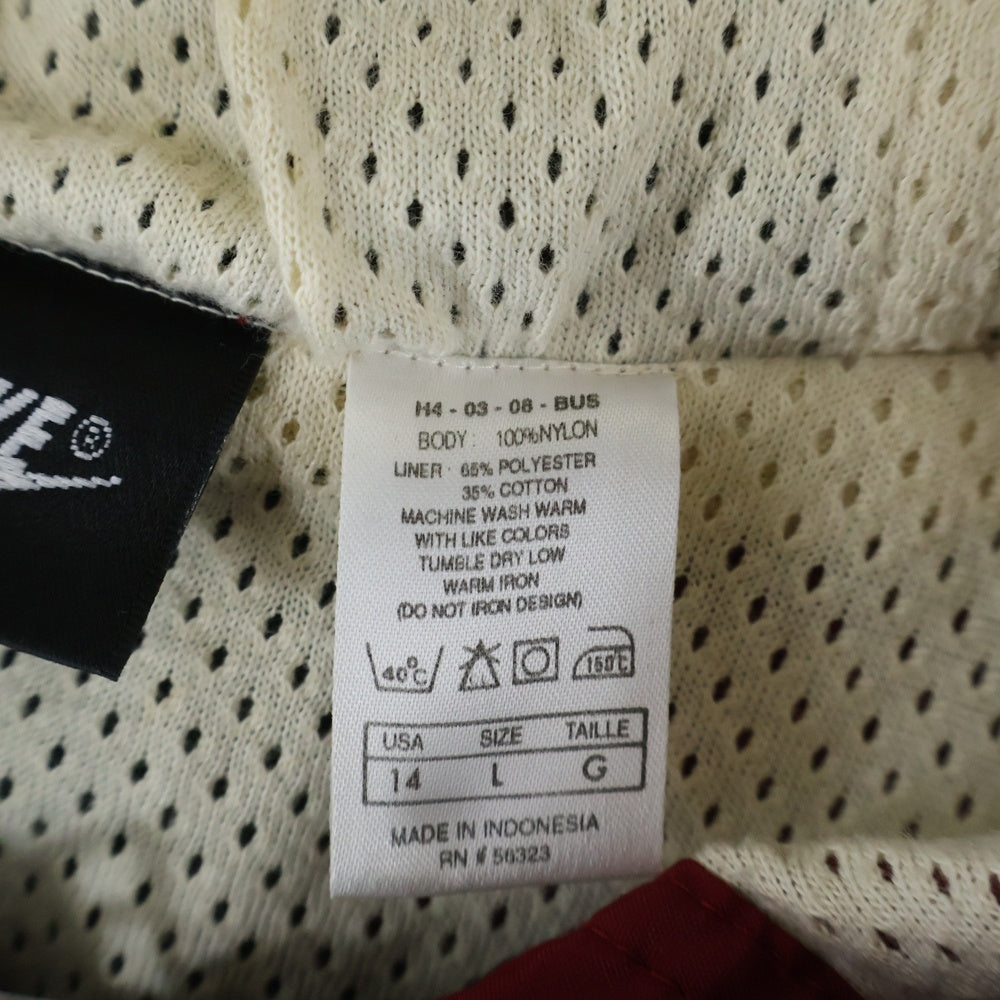 KE®
H4 - 03 - 08 - BUS
BODY : 100%NYLON
LINER : 65% POLYESTER
35% COTTON
MACHINE WASH WARM
WITH LIKE COLORS
TUMBLE DRY LOW
WARM IRON
(DO NOT IRON DESIGN)
40°C 150°C
USA SIZE TAILLE
14 L G
MADE IN INDONESIA
RN # 56323